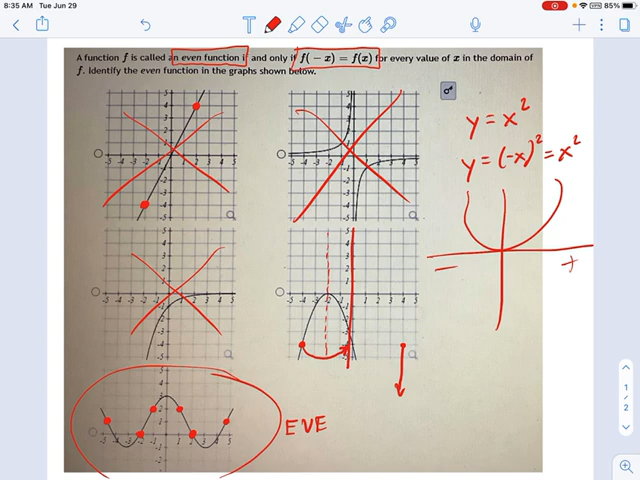 8:35 AM Tue Jun 29 85%
A function f is called an even function if and only if f(−x) = f(x) for every value of x in the domain of
f. Identify the even function in the graphs shown below.
y = x²
y = (-x)² = x²
+
EVE
1
2